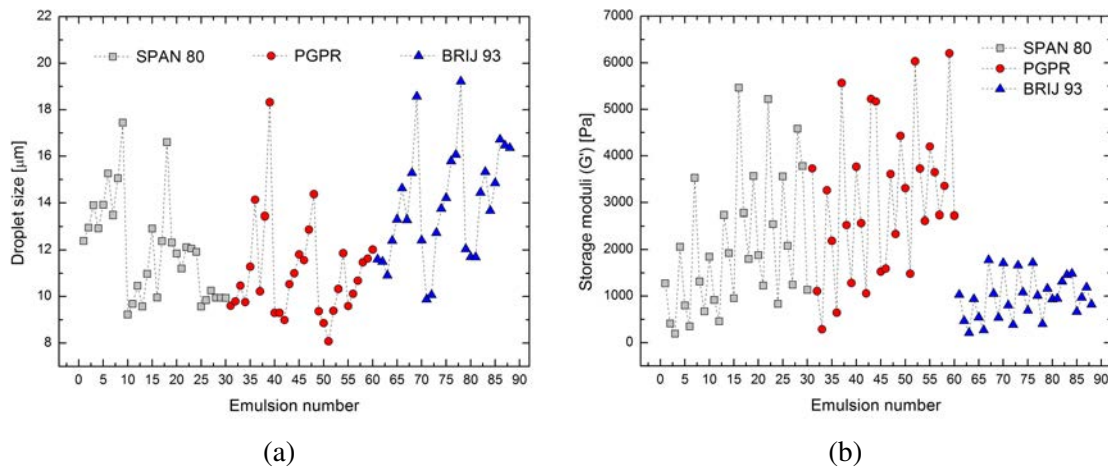 SPAN 80 PGPR BRIJ 93
Droplet size [μm]
22
20
18
16
14
12
10
8
0 5 10 15 20 25 30 35 40 45 50 55 60 65 70 75 80 85 90
Emulsion number
(a)
SPAN 80
PGPR
BRIJ 93
Storage moduli (G') [Pa]
7000
6000
5000
4000
3000
2000
1000
0
0 5 10 15 20 25 30 35 40 45 50 55 60 65 70 75 80 85 90
Emulsion number
(b)